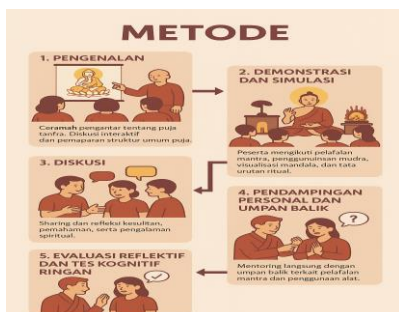 METODE
1. PENGENALAN
Ceramah pengantar tentang puja
tantra. Diskusi interaktif
dan pemaparan struktur umum puja.
2. DEMONSTRASI
DAN SIMULASI
Peserta mengikuti pelafalan
mantra, penggunuinsan mudra,
visualisasi mandala, dan tata
urutan ritual.
3. DISKUSI
Sharing dan refleksi kesulitan,
pemahaman, serta pengalaman
spiritual.
4. PENDAMPINGAN
PERSONAL DAN
UMPAN BALIK
?
Mentoring langsung dengan
umpan balik terkait pelafalan
mantra dan penggunaan alat.
5. EVALUASI REFLEKTIF
DAN TES KOGNITIF
RINGAN